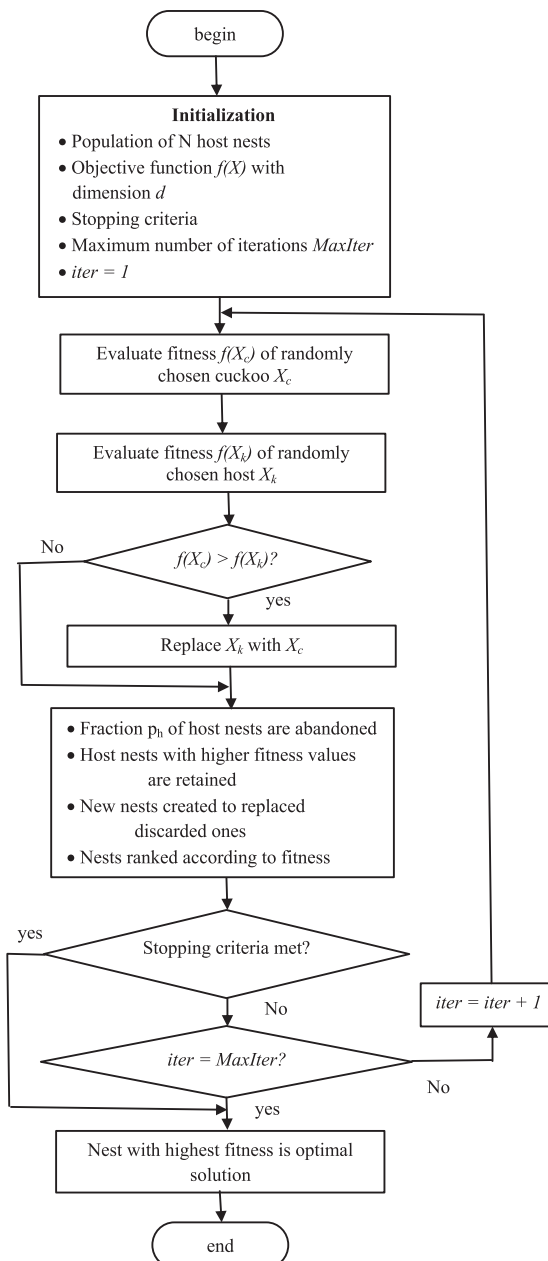 begin
Initialization
• Population of N host nests
• Objective function f(X) with
dimension d
• Stopping criteria
• Maximum number of iterations MaxIter
• iter = 1
Evaluate fitness f(Xc) of randomly
chosen cuckoo Xc
Evaluate fitness f(Xk) of randomly
chosen host Xk
No
f(Xc) > f(Xk)?
yes
Replace Xk with Xc
• Fraction ph of host nests are abandoned
• Host nests with higher fitness values
are retained
• New nests created to replaced
discarded ones
• Nests ranked according to fitness
yes
Stopping criteria met?
No
iter = iter + 1
iter = MaxIter?
No
yes
Nest with highest fitness is optimal
solution
end